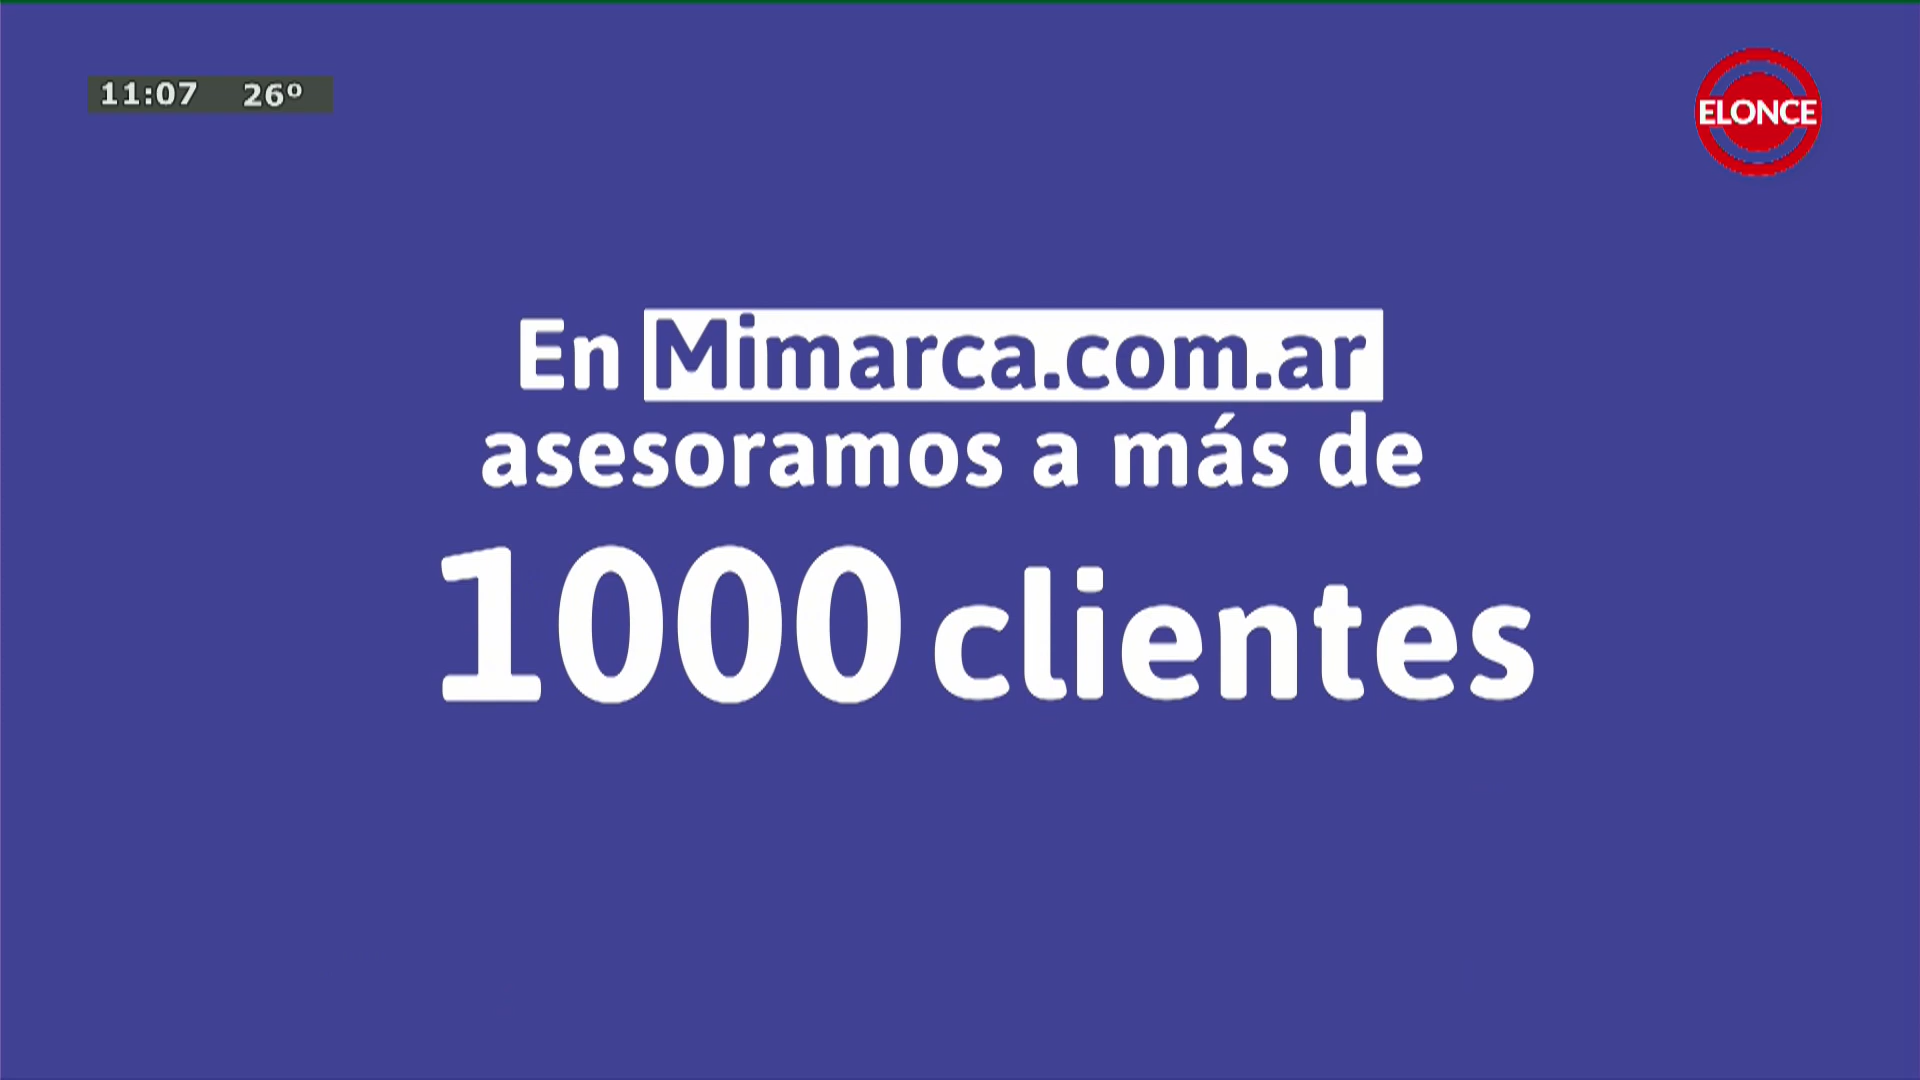 11:07 26º
ELONCE
En Mimarca.com.ar
asesoramos a más de
1000 clientes